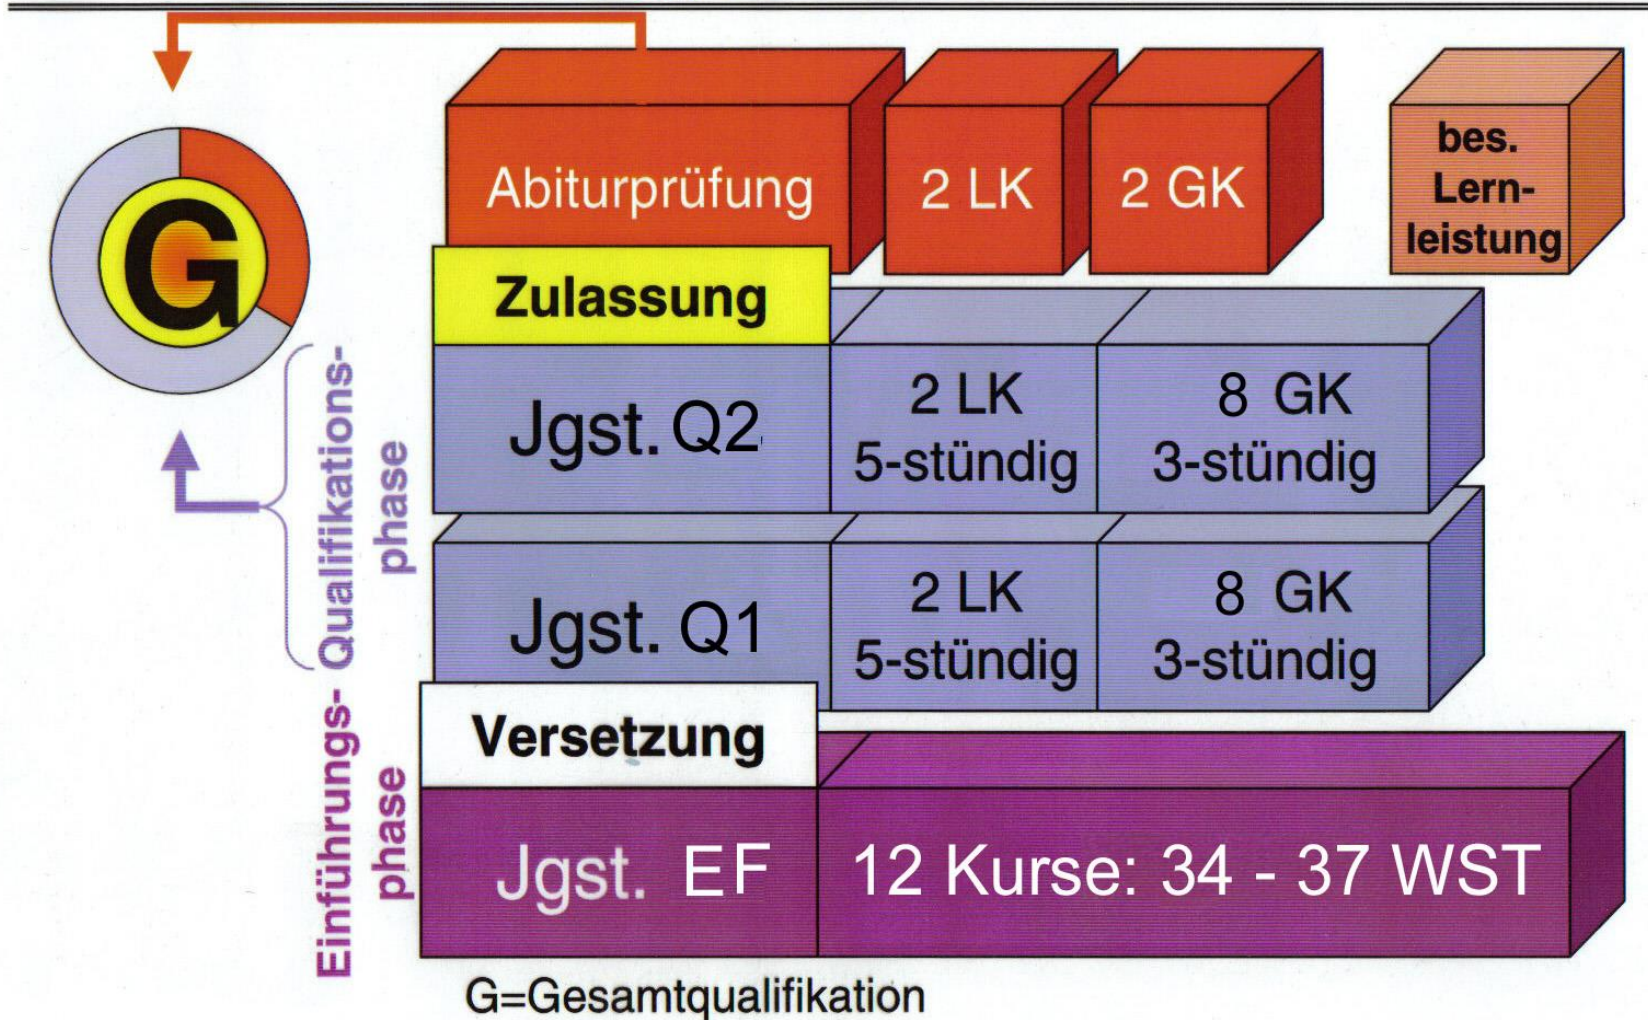 Abiturprüfung
2 LK
2 GK
bes.
Lern-
leistung
G
Zulassung
Jgst. Q2
2 LK
5-stündig
8 GK
3-stündig
Qualifikations-
phase
Jgst. Q1
2 LK
5-stündig
8 GK
3-stündig
Versetzung
Einführungs-
phase
Jgst. EF
12 Kurse: 34 - 37 WST
G=Gesamtqualifikation